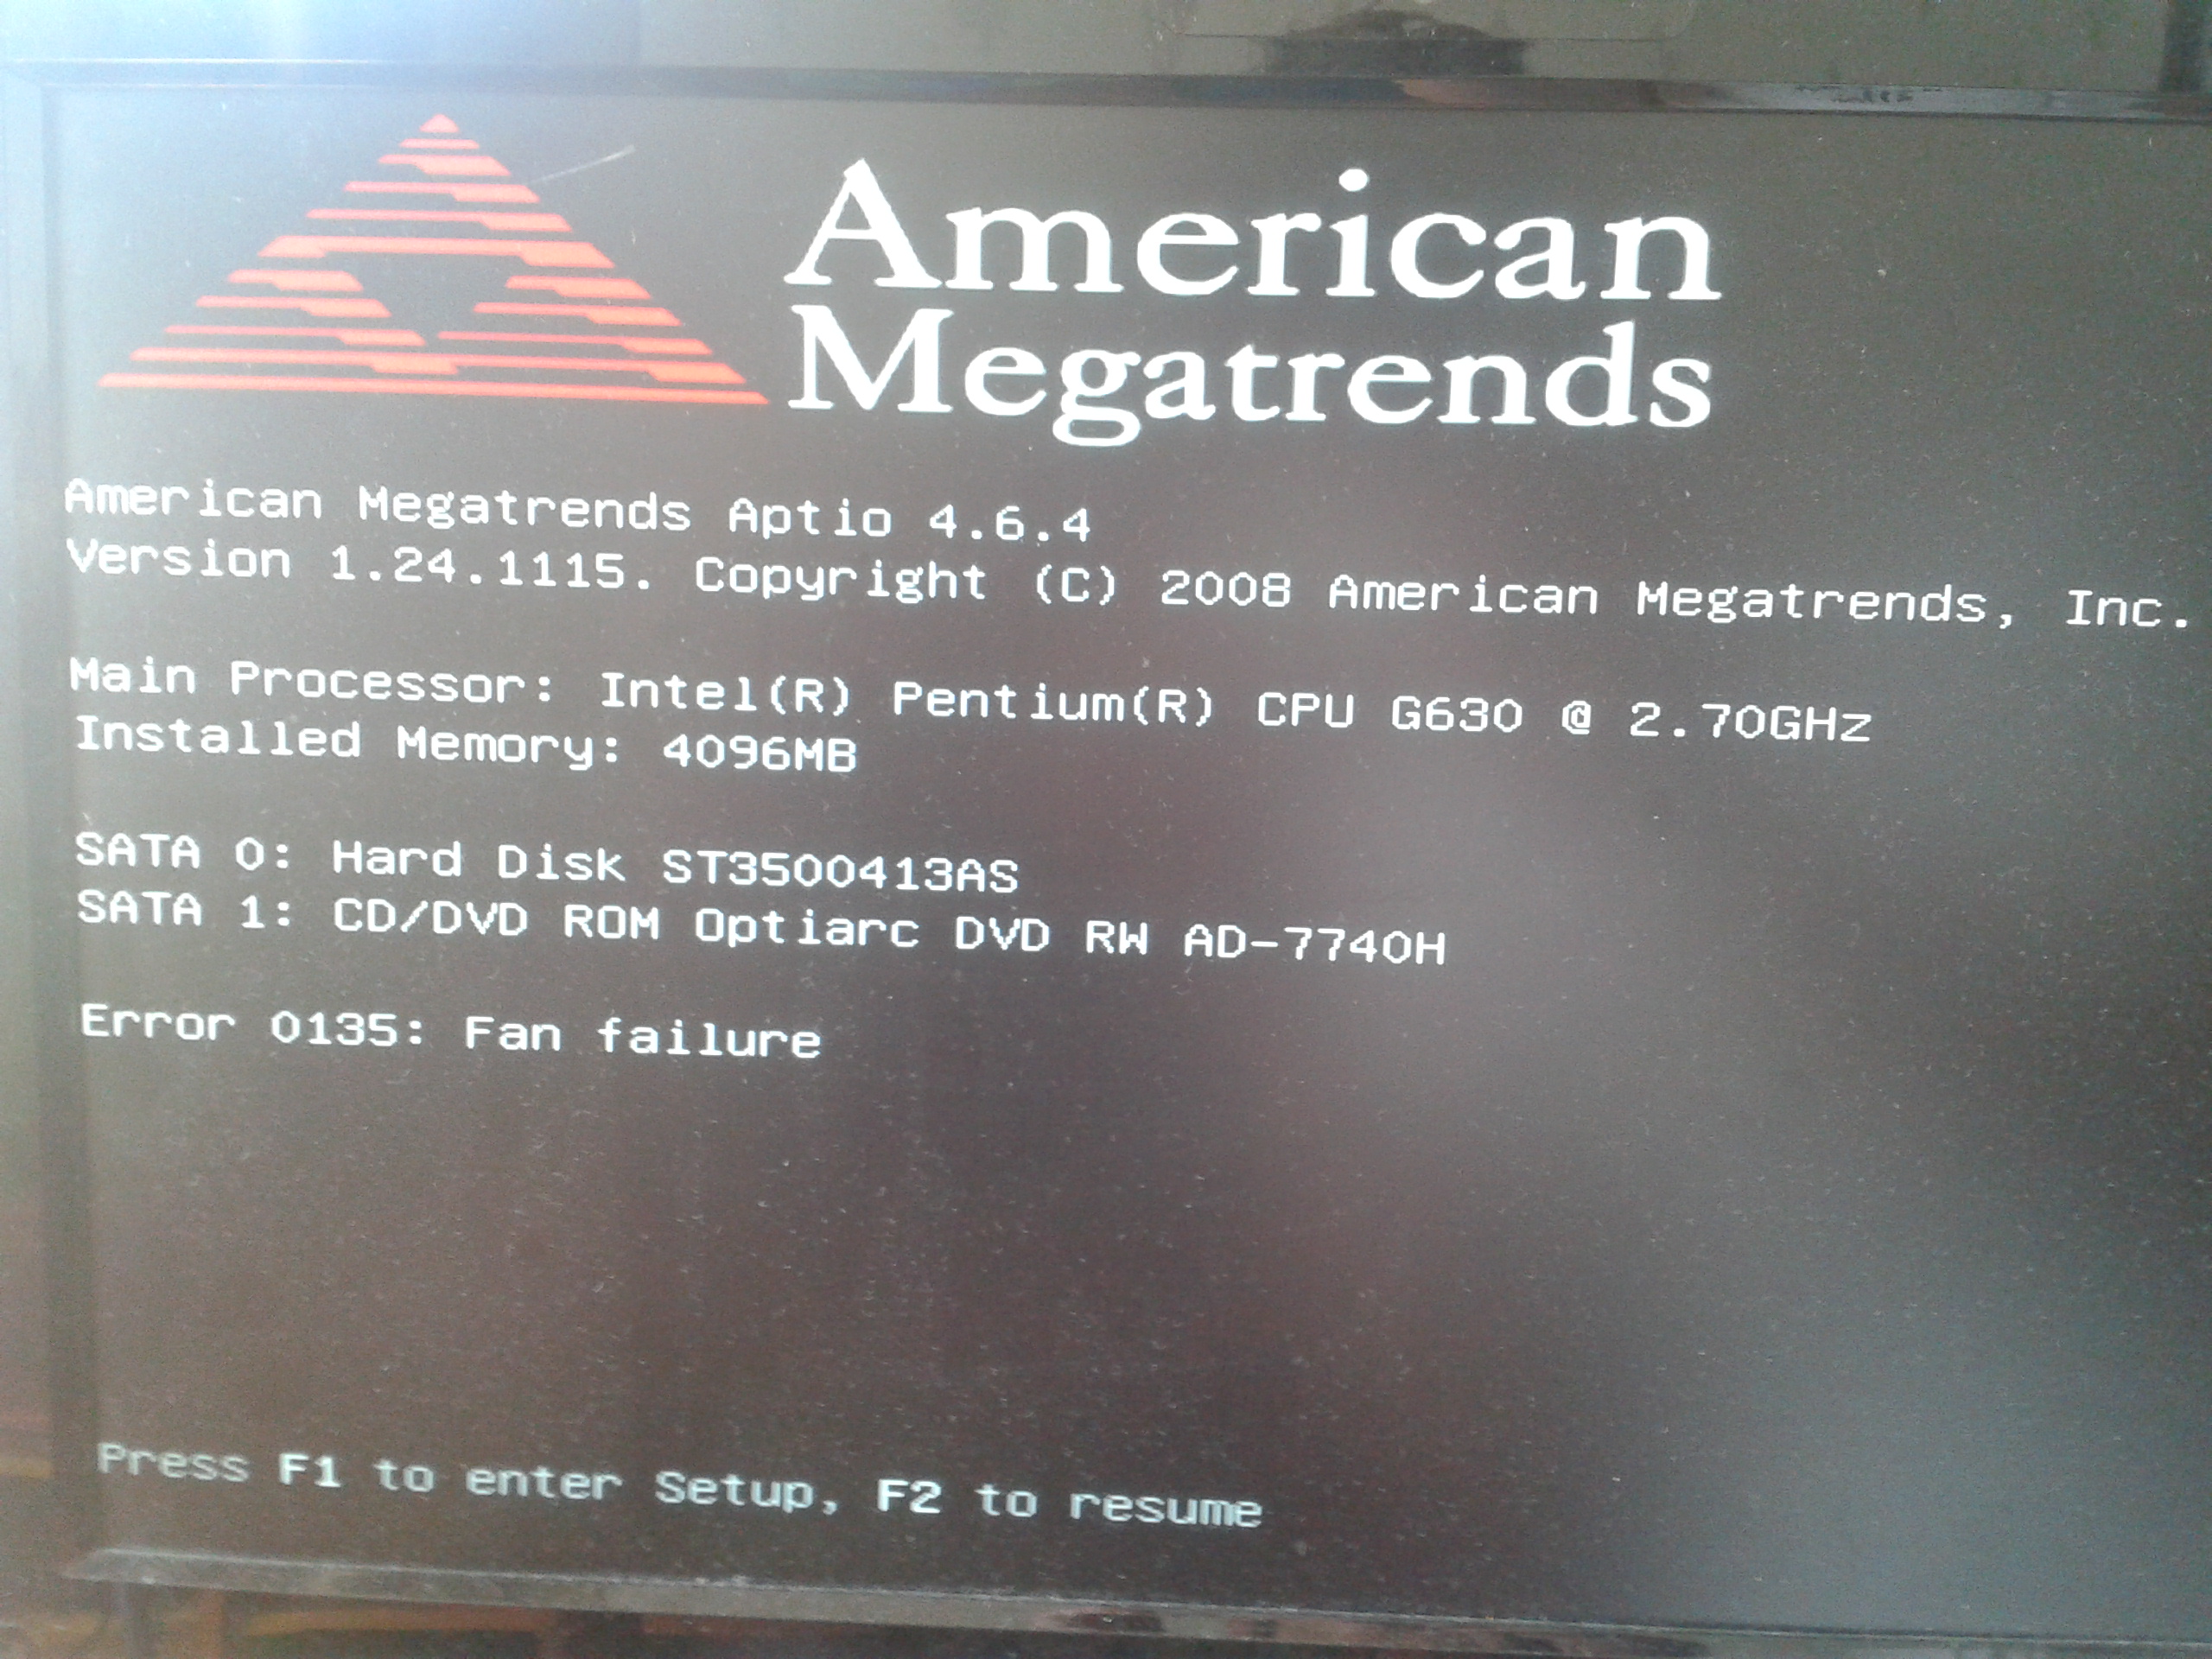 American
Megatrends
American Megatrends Aptio 4.6.4
Version 1.24.1115. Copyright (C) 2008 American Megatrends, Inc.
Main Processor: Intel(R) Pentium(R) CPU G630 @ 2.70GHz
Installed Memory: 4096MB
SATA 0: Hard Disk ST3500413AS
SATA 1: CD/DVD ROM Optiarc DVD RW AD-7740H
Error 0135: Fan failure
Press F1 to enter Setup, F2 to resume